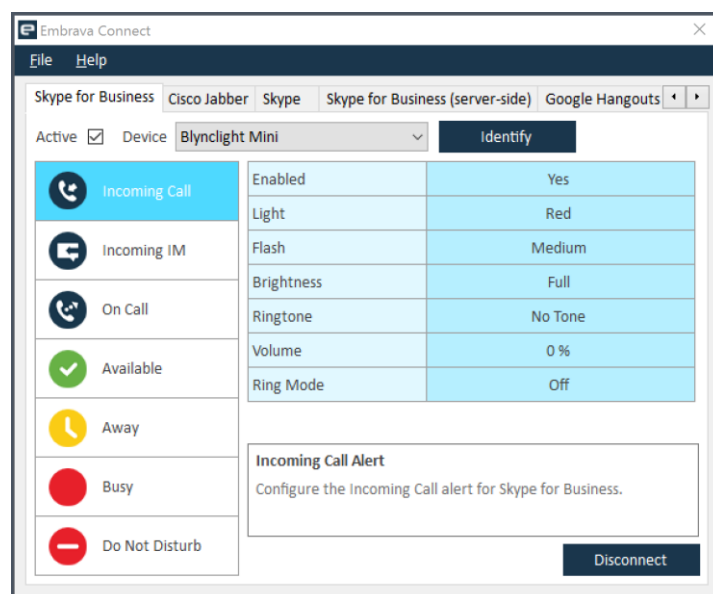 Embrava Connect
File Help
Skype for Business Cisco Jabber Skype Skype for Business (server-side) Google Hangouts
Active Device Blynclight Mini Identify
Incoming Call
Incoming IM
On Call
Available
Away
Busy
Do Not Disturb
Enabled Yes
Light Red
Flash Medium
Brightness Full
Ringtone No Tone
Volume 0 %
Ring Mode Off
Incoming Call Alert
Configure the Incoming Call alert for Skype for Business.
Disconnect